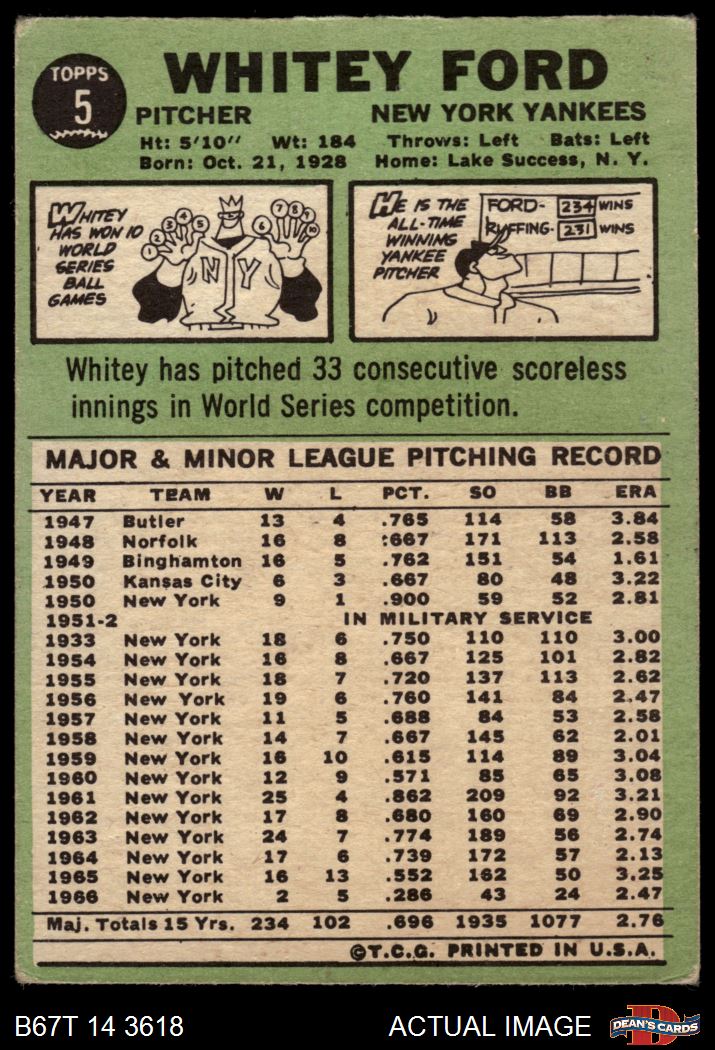 TOPPS
5
WHITEY FORD
PITCHER NEW YORK YANKEES
Ht: 5'10" Wt: 184 Throws: Left Bats: Left
Born: Oct. 21, 1928 Home: Lake Success, N. Y.
WHITEY
HAS WON 10
WORLD
SERIES
BALL
GAMES
1 2 3 4 5 6 7 8 9 10
N Y
HE IS THE
ALL-TIME
WINNING
YANKEE
PITCHER
FORD- 234 WINS
RUFFING- 231 WINS
Whitey has pitched 33 consecutive scoreless
innings in World Series competition.
MAJOR & MINOR LEAGUE PITCHING RECORD
YEAR TEAM W L PCT. SO BB ERA
1947 Butler 13 4 .765 114 58 3.84
1948 Norfolk 16 8 :667 171 113 2.58
1949 Binghamton 16 5 .762 151 54 1.61
1950 Kansas City 6 3 .667 80 48 3.22
1950 New York 9 1 .900 59 52 2.81
1951-2 IN MILITARY SERVICE
1933 New York 18 6 .750 110 110 3.00
1954 New York 16 8 .667 125 101 2.82
1955 New York 18 7 .720 137 113 2.62
1956 New York 19 6 .760 141 84 2.47
1957 New York 11 5 .688 84 53 2.58
1958 New York 14 7 .667 145 62 2.01
1959 New York 16 10 .615 114 89 3.04
1960 New York 12 9 .571 85 65 3.08
1961 New York 25 4 .862 209 92 3.21
1962 New York 17 8 .680 160 69 2.90
1963 New York 24 7 .774 189 56 2.74
1964 New York 17 6 .739 172 57 2.13
1965 New York 16 13 .552 162 50 3.25
1966 New York 2 5 .286 43 24 2.47
Maj. Totals 15 Yrs. 234 102 .696 1935 1077 2.76
©T.C.G. PRINTED IN U.S.A.
B67T 14 3618 ACTUAL IMAGE
D
DEAN'S CARDS